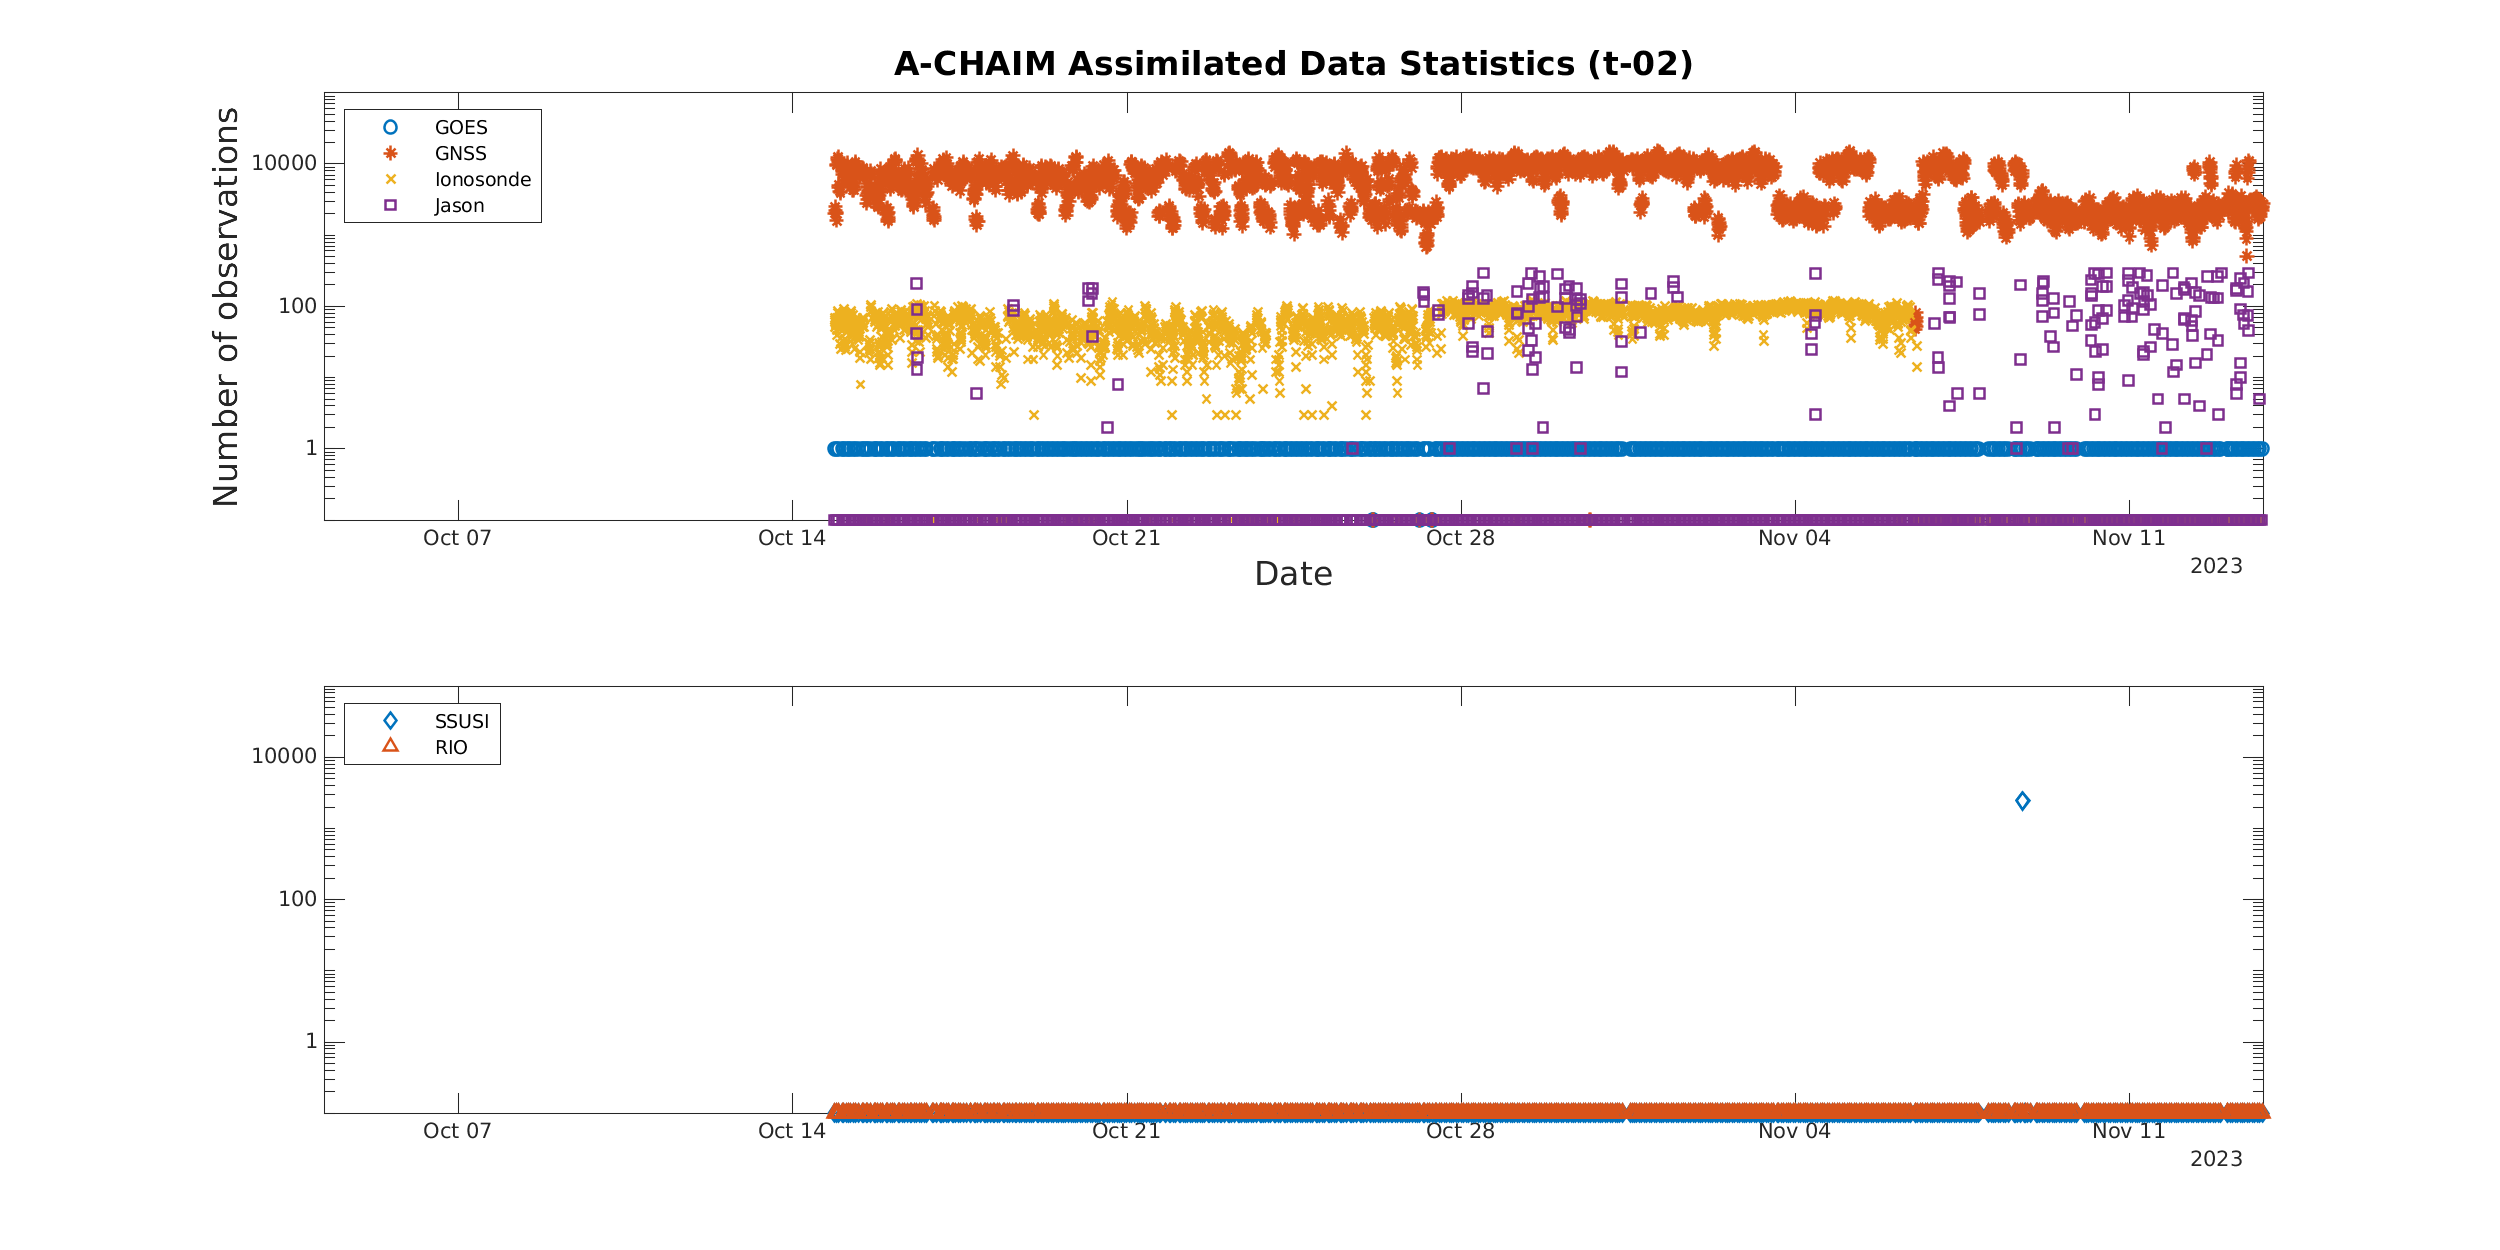 A-CHAIM Assimilated Data Statistics (t-02)
Number of observations
GOES
GNSS
Ionosonde
Jason
10000
100
1
Oct 07 Oct 14 Oct 21 Oct 28 Nov 04 Nov 11
2023
Date
SSUSI
RIO
10000
100
1
Oct 07 Oct 14 Oct 21 Oct 28 Nov 04 Nov 11
2023